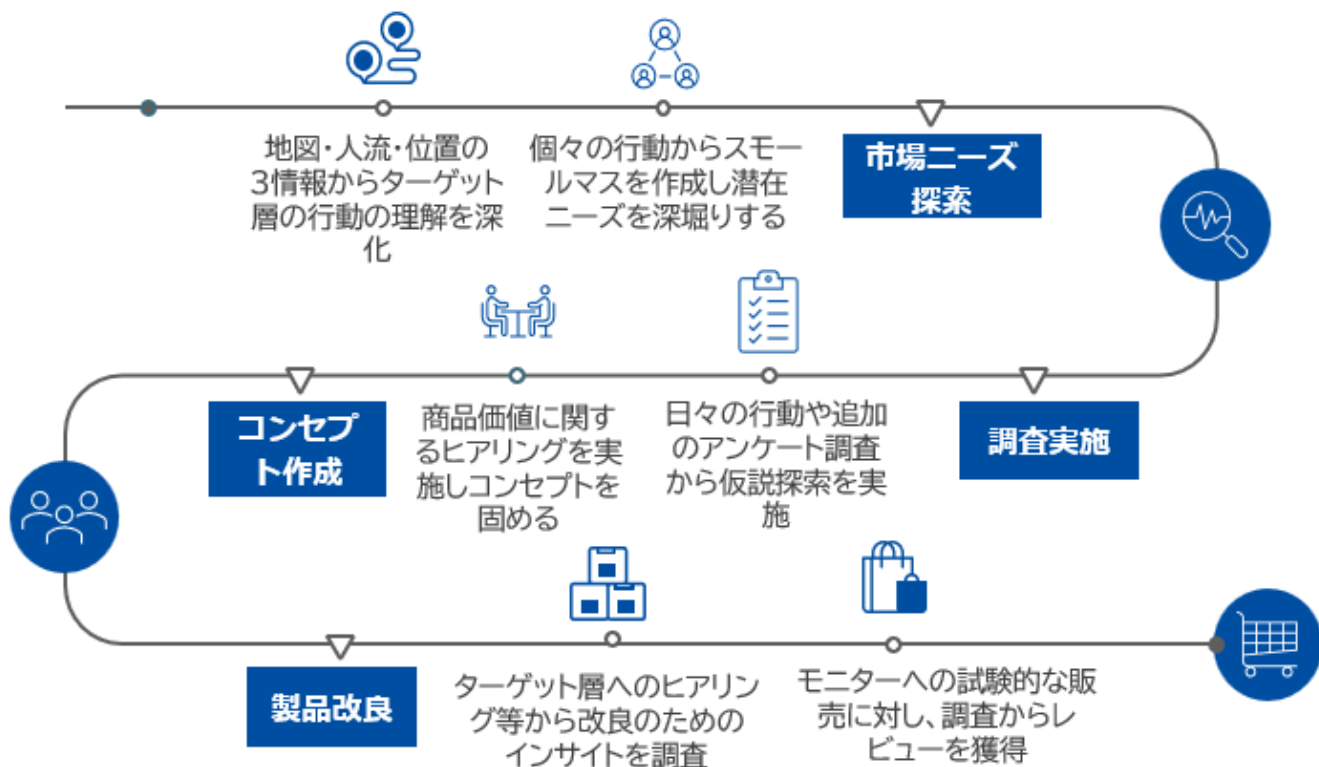 地図・人流・位置の
3情報からターゲット
層の行動の理解を深
化
個々の行動からスモー
ルマスを作成し潜在
ニーズを深堀りする
市場ニーズ
探索
調査実施
日々の行動や追加
のアンケート調査
から仮説探索を実
施
商品価値に関す
るヒアリングを実
施しコンセプトを
固める
コンセプ
ト作成
製品改良
ターゲット層へのヒアリン
グ等から改良のための
インサイトを調査
モニターへの試験的な販
売に対し、調査からレ
ビューを獲得